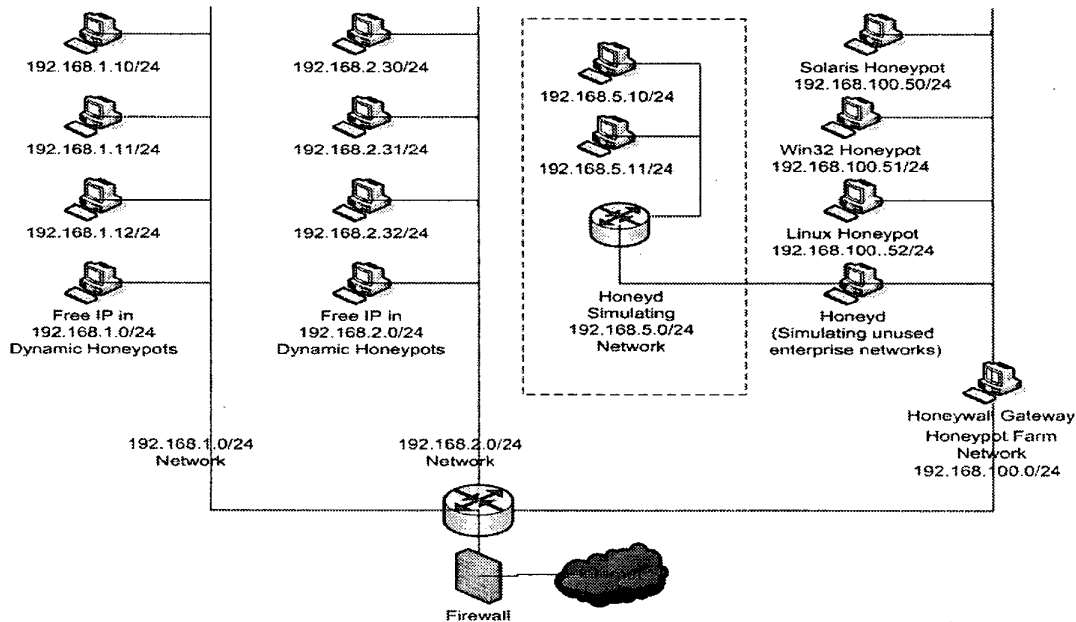 192.168.1.10/24
192.168.1.11/24
192.168.1.12/24
Free IP in
192.168.1.0/24
Dynamic Honeypots
192.168.1.0/24
Network
192.168.2.30/24
192.168.2.31/24
192.168.2.32/24
Free IP in
192.168.2.0/24
Dynamic Honeypots
192.168.2.0/24
Network
192.168.5.10/24
192.168.5.11/24
Honeyd
Simulating
192.168.5.0/24
Network
Solaris Honeypot
192.168.100.50/24
Win32 Honeypot
192.168.100.51/24
Linux Honeypot
192.168.100..52/24
Honeyd
(Simulating unused
enterprise networks)
Honeywall Gateway
Honeypot Farm
Network
192.168.100.0/24
Firewall